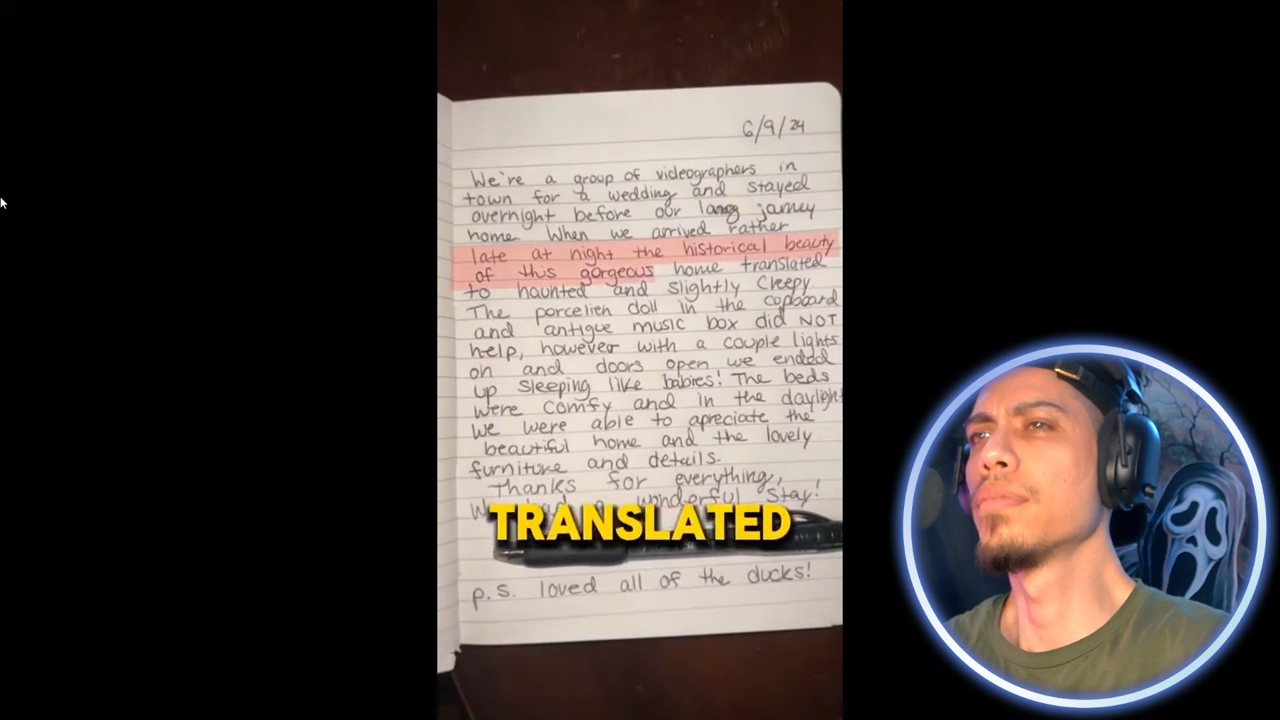 6/9/24
We're a group of videographers in
town for a wedding and stayed
overnight before our long jorney
home. When we arrived rather
late at night the historical beauty
of this gorgeous home translated
to haunted and slightly creepy
The porcelien doll in the copboard
and antique music box did NOT
help, however with a couple lights
on and doors open we ended
up sleeping like babies! The beds
were comfy and in the daylight
we were able to apreciate the
beautiful home and the lovely
furniture and details.
Thanks for everything,
wonderful stay!
TRANSLATED
p.s. loved all of the ducks!